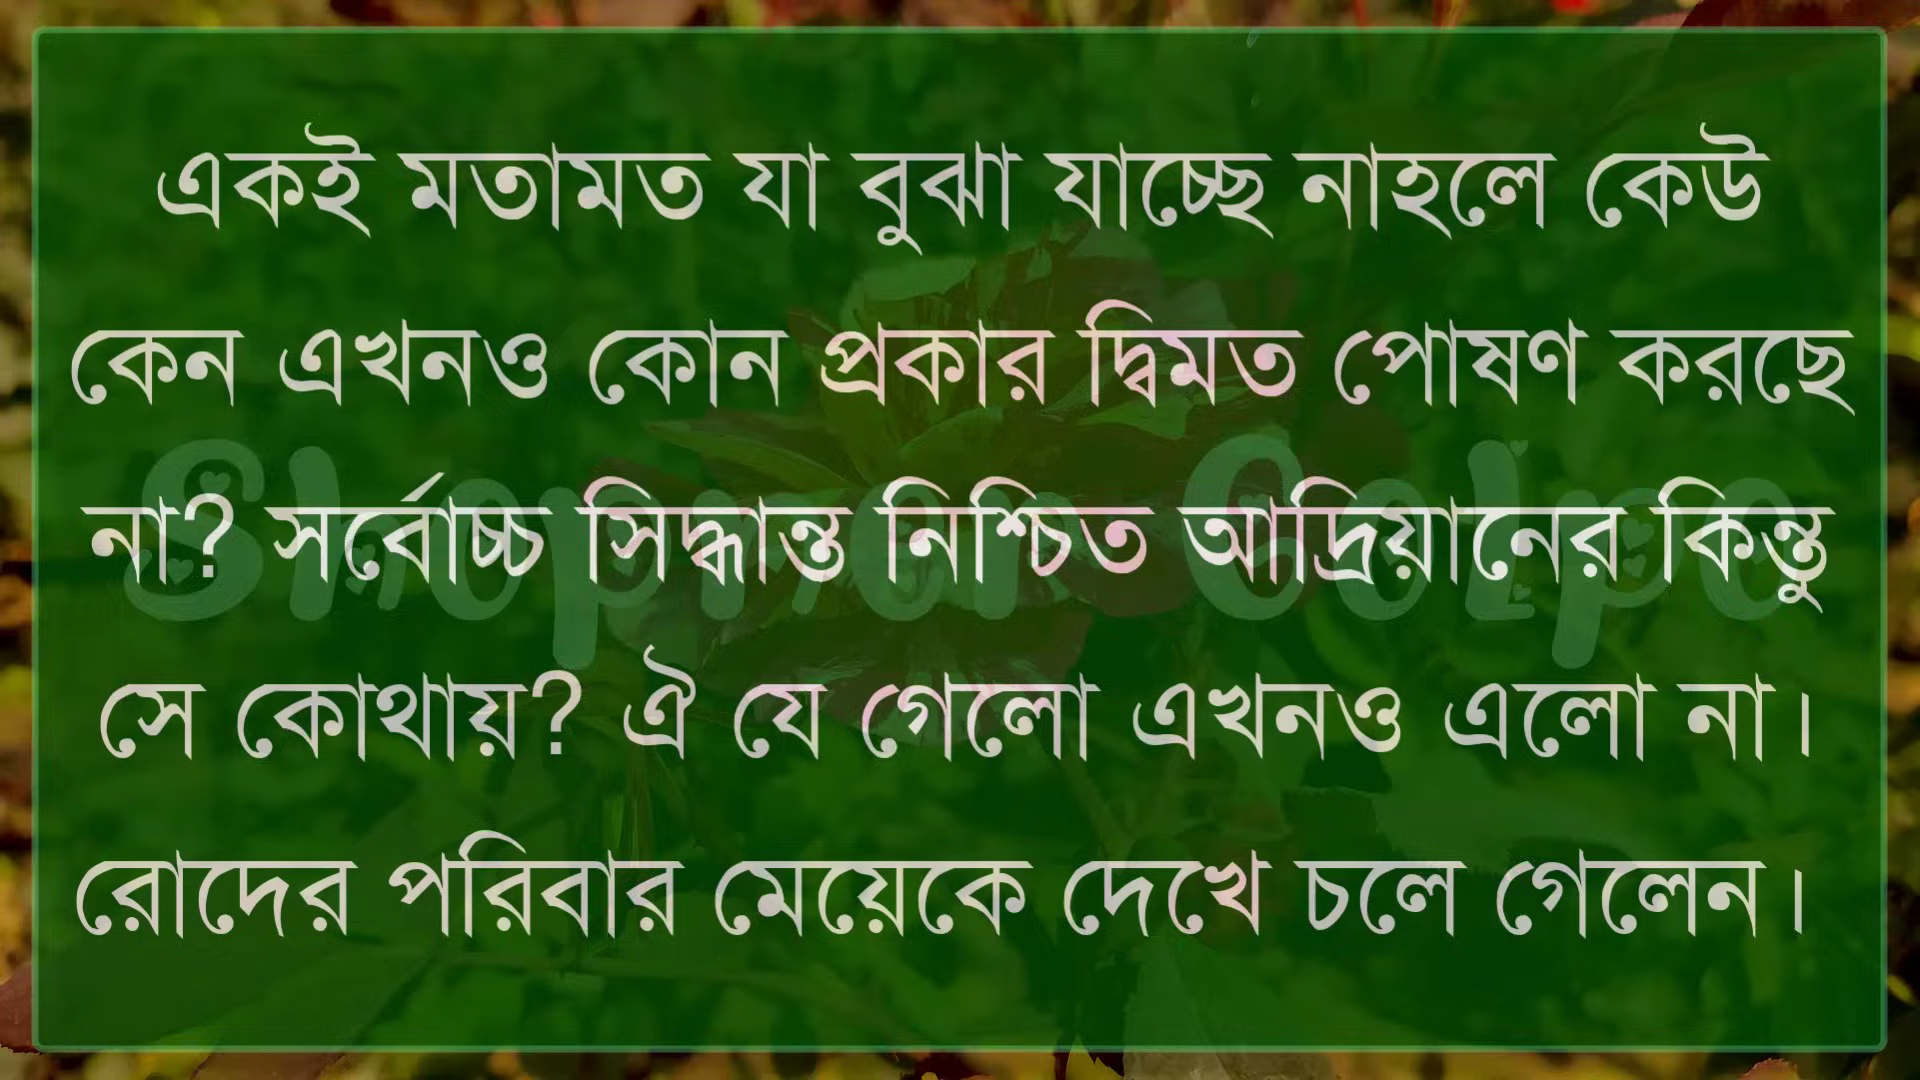 একই মতামত যা বুঝা যাচ্ছে নাহলে কেউ
কেন এখনও কোন প্রকার দ্বিমত পোষণ করছে
না? সর্বোচ্চ সিদ্ধান্ত নিশ্চিত আদ্রিয়ানের কিন্তু
সে কোথায়? ঐ যে গেলো এখনও এলো না।
রোদের পরিবার মেয়েকে দেখে চলে গেলেন।